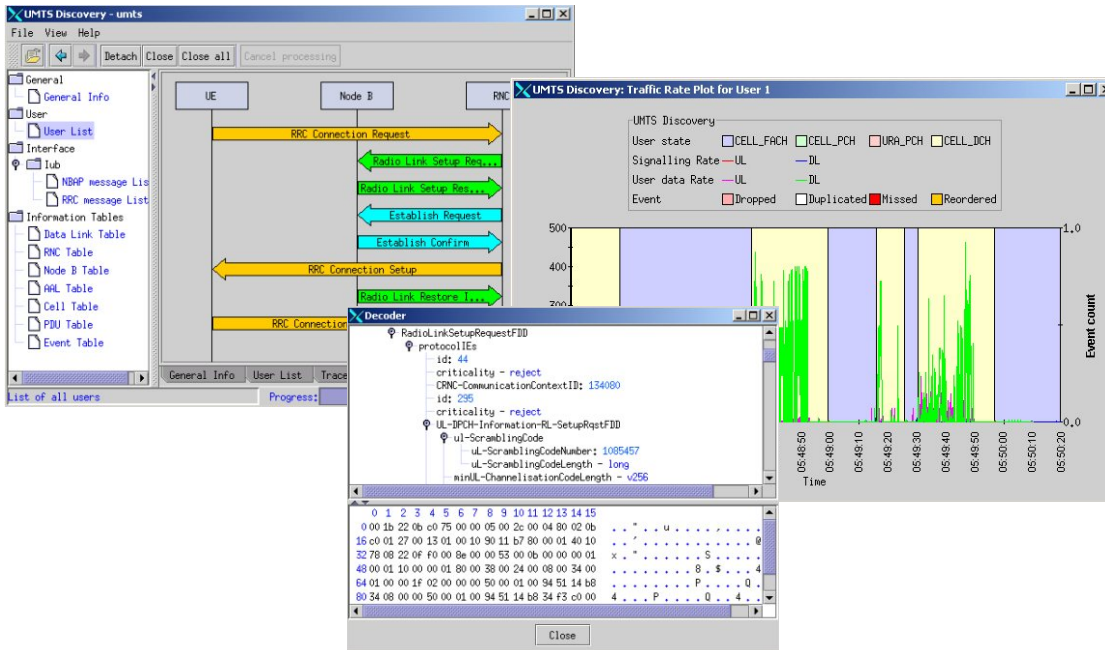 UMTS Discovery - umts
File View Help
Detach Close Close all Cancel processing
General
General Info
User
User List
Interface
Iub
NBAP message Lis
RRC message List
Information Tables
Data Link Table
RNC Table
Node B Table
AAL Table
Cell Table
PDU Table
Event Table
List of all users
UE Node B RNC
RRC Connection Request
Radio Link Setup Req...
Radio Link Setup Res...
Establish Request
Establish Confirm
RRC Connection Setup
Radio Link Restore I...
RRC Connection
General Info User List Trace
Progress:
UMTS Discovery: Traffic Rate Plot for User 1
UMTS Discovery
User state CELL_FACH CELL_PCH URA_PCH CELL_DCH
Signalling Rate UL DL
User data Rate UL DL
Event Dropped Duplicated Missed Reordered
500
400
300
1.0
0.0
Event count
05:48:50 05:49:00 05:49:10 05:49:20 05:49:30 05:49:40 05:49:50 05:50:00 05:50:10 05:50:20
Time
Decoder
RadioLinkSetupRequestFDD
protocolIEs
id: 44
criticality - reject
CRNC-CommunicationContextID: 134080
id: 295
criticality - reject
UL-DPCH-Information-RL-SetupRqstFDD
ul-ScramblingCode
uL-ScramblingCodeNumber: 1085457
uL-ScramblingCodeLength - long
minUL-ChannelisationCodeLength - v256
0 1 2 3 4 5 6 7 8 9 10 11 12 13 14 15
0 00 1b 22 0b c0 75 00 00 05 00 2c 00 04 80 02 0b . . " . . u . . . . , . . . . .
16 c0 01 27 00 13 01 00 10 90 11 b7 80 00 01 40 10 . . ' . . . . . . . . . . . @ 
32 78 08 22 0f f0 00 8e 00 00 53 00 0b 00 00 00 01 x . " . . . . . . S . . . . . .
48 00 01 10 00 00 01 80 00 38 00 24 00 08 00 34 00 . . . . . . . . 8 . $ . . . 4
64 01 00 00 1f 02 00 00 00 50 00 01 00 94 51 14 b8 . . . . . . . . P . . . . Q .
80 34 08 00 00 50 00 01 00 94 51 14 b8 34 f3 c0 00 4 . . . P . . . . Q . . 4 . .
Close